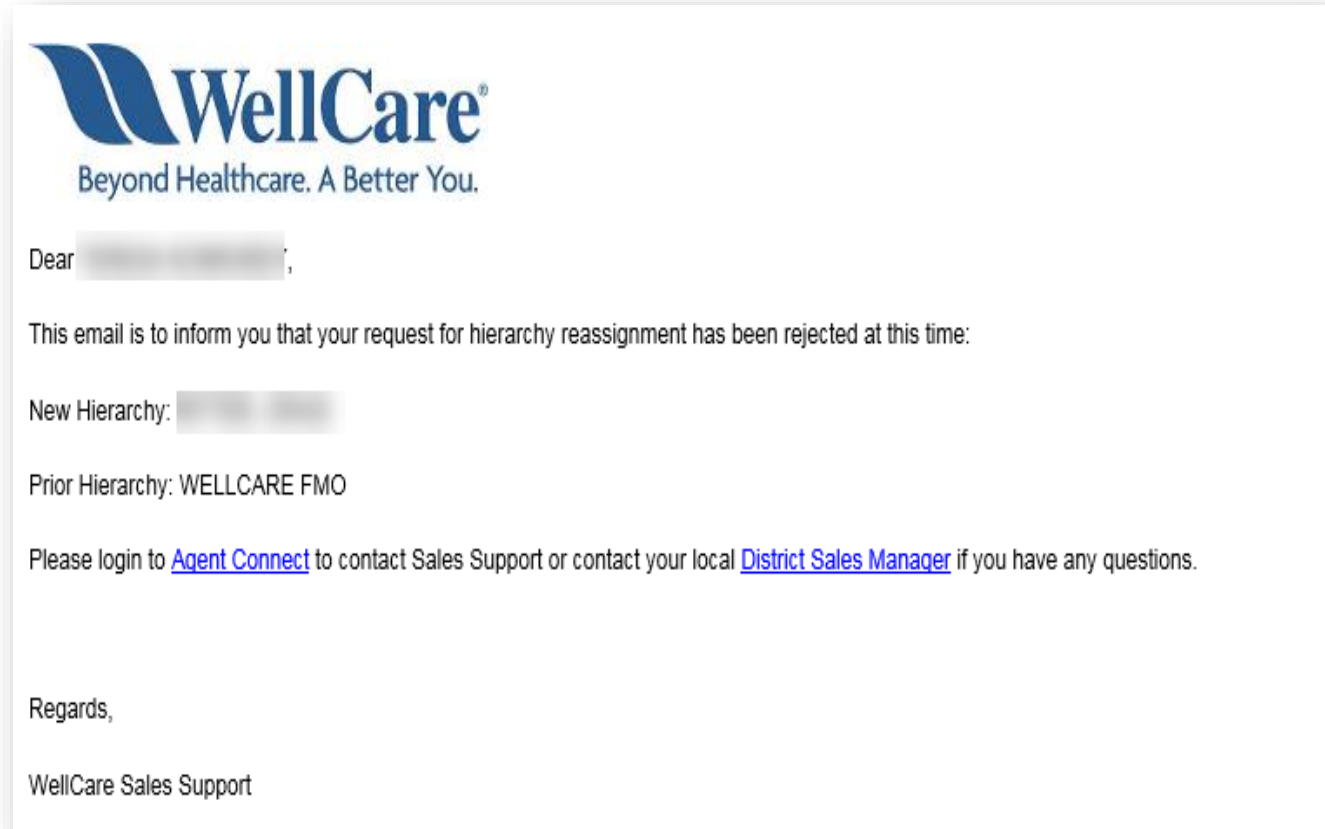 WellCare®
Beyond Healthcare. A Better You.
Dear ,
This email is to inform you that your request for hierarchy reassignment has been rejected at this time:
New Hierarchy:
Prior Hierarchy: WELLCARE FMO
Please login to Agent Connect to contact Sales Support or contact your local District Sales Manager if you have any questions.
Regards,
WellCare Sales Support